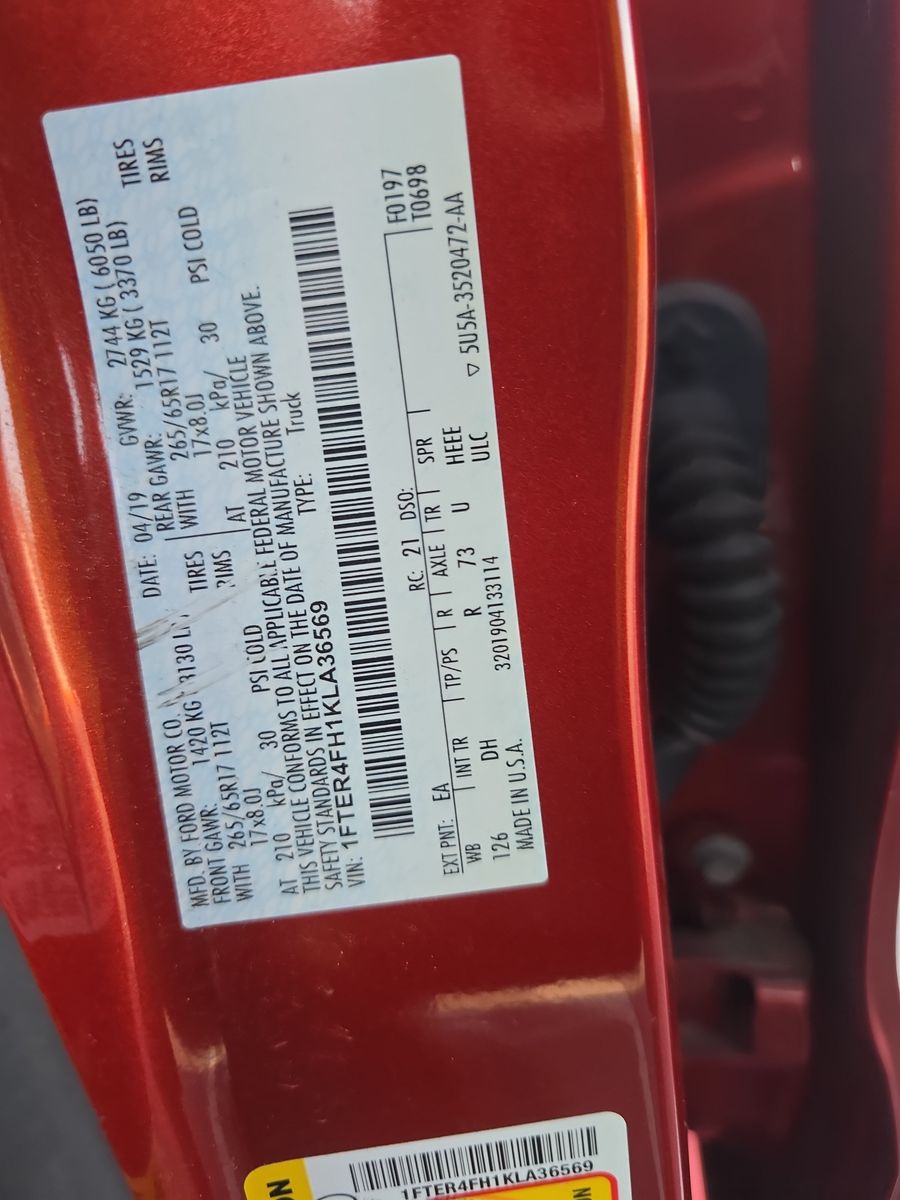 MFD. BY FORD MOTOR CO. DATE: 04/19 GVWR: 2744 KG ( 6050 LB)
FRONT GAWR: 1420 KG 3130 REAR GAWR: 1529 KG ( 3370 LB)
WITH 265/65R17 112T TIRES WITH 265/65R17 112T TIRES
17x8.0J RIMS 17x8.0J RIMS
AT 210 kPa/ 30 PSI COLD AT 210 kPa/ 30 PSI COLD
THIS VEHICLE CONFORMS TO ALL APPLICABLE FEDERAL MOTOR VEHICLE
SAFETY STANDARDS IN EFFECT ON THE DATE OF MANUFACTURE SHOWN ABOVE.
VIN: 1FTER4FH1KLA36569 TYPE: Truck
F0197
T0698
EXT PNT: EA RC: 21 DSO:
WB INT TR TP/PS R AXLE TR SPR
126 DH R 73 U HEEE
ULC
MADE IN U.S.A. 3201904133114 ▽ 5U5A-3520472-AA
ON
1FTER4FH1KLA36569